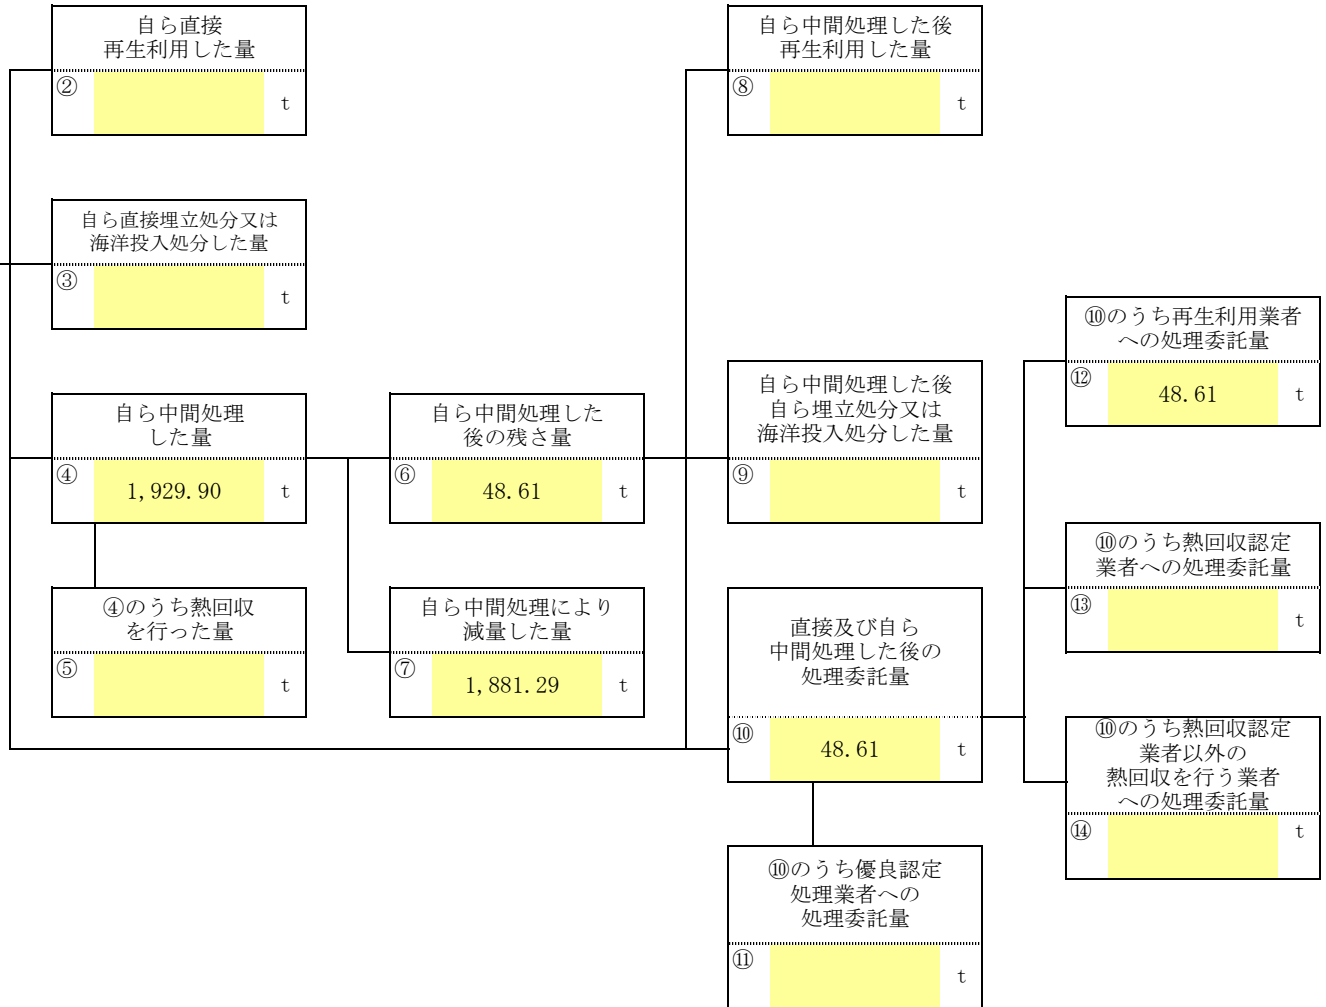 自ら直接
再生利用した量
②
t
自ら中間処理した後
再生利用した量
⑧
t
自ら直接埋立処分又は
海洋投入処分した量
③
t
⑩のうち再生利用業者
への処理委託量
⑫
48.61 t
自ら中間処理
した量
④
1,929.90 t
自ら中間処理した
後の残さ量
⑥
48.61 t
自ら中間処理した後
自ら埋立処分又は
海洋投入処分した量
⑨
t
⑩のうち熱回収認定
業者への処理委託量
⑬
t
④のうち熱回収
を行った量
⑤
t
自ら中間処理により
減量した量
⑦
1,881.29 t
直接及び自ら
中間処理した後の
処理委託量
⑩
48.61 t
⑩のうち熱回収認定
業者以外の
熱回収を行う業者
への処理委託量
⑭
t
⑩のうち優良認定
処理業者への
処理委託量
⑪
t